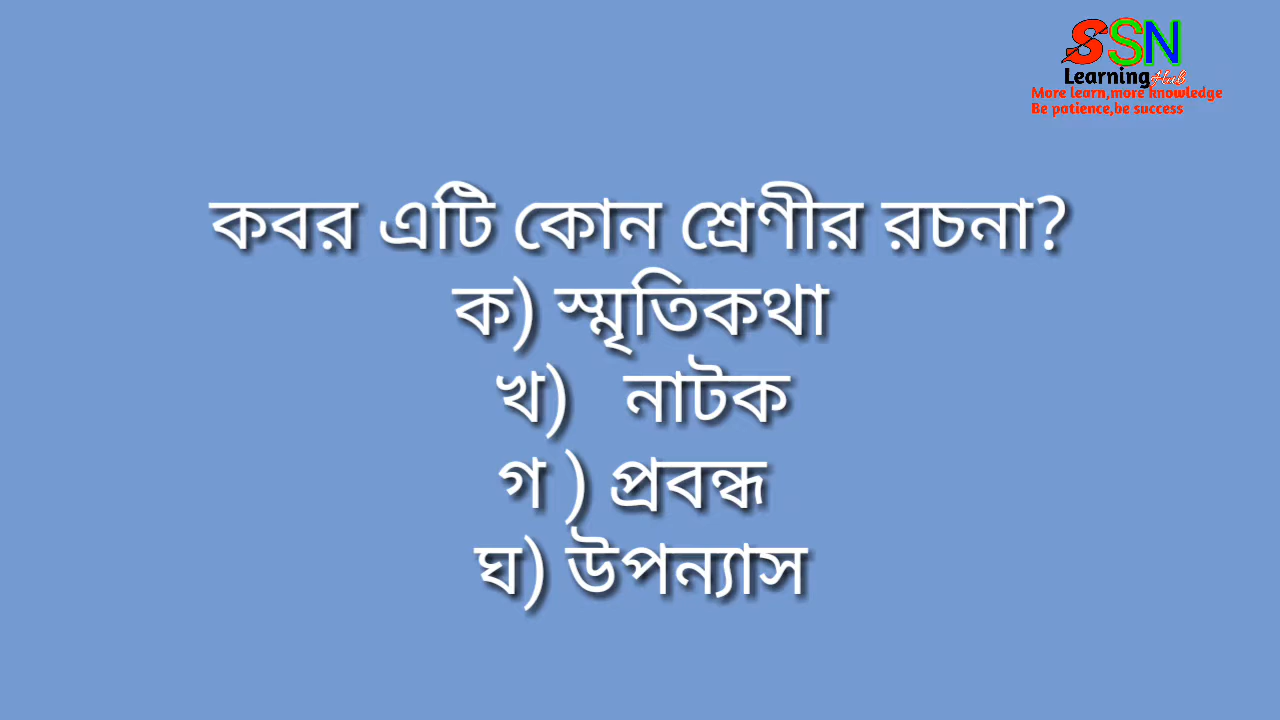 SSN
Learning Hub
More learn,more knowledge
Be patience,be success
কবর এটি কোন শ্রেণীর রচনা?
ক) স্মৃতিকথা
খ) নাটক
গ ) প্রবন্ধ
ঘ) উপন্যাস